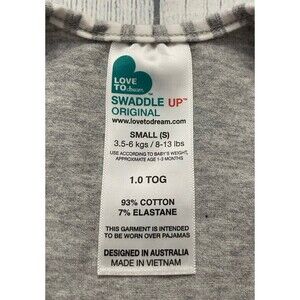 LOVE
TO dream™
SWADDLE UP™
ORIGINAL
www.lovetodream.com
SMALL (S)
3.5-6 kgs / 8-13 lbs
USE ACCORDING TO BABY'S WEIGHT,
APPROXIMATE AGE 1-3 MONTHS
1.0 TOG
93% COTTON
7% ELASTANE
THIS GARMENT IS INTENDED
TO BE WORN OVER PAJAMAS
DESIGNED IN AUSTRALIA
MADE IN VIETNAM